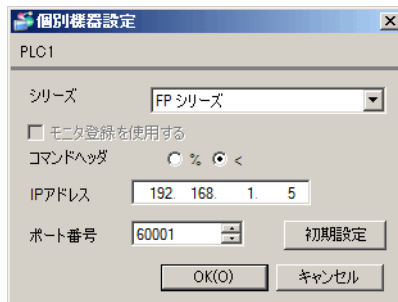 個別機器設定
PLC1
シリーズ FP シリーズ
モニタ登録を使用する
コマンドヘッダ % <
IPアドレス 192. 168. 1. 5
ポート番号 60001 初期設定
OK(O) キャンセル